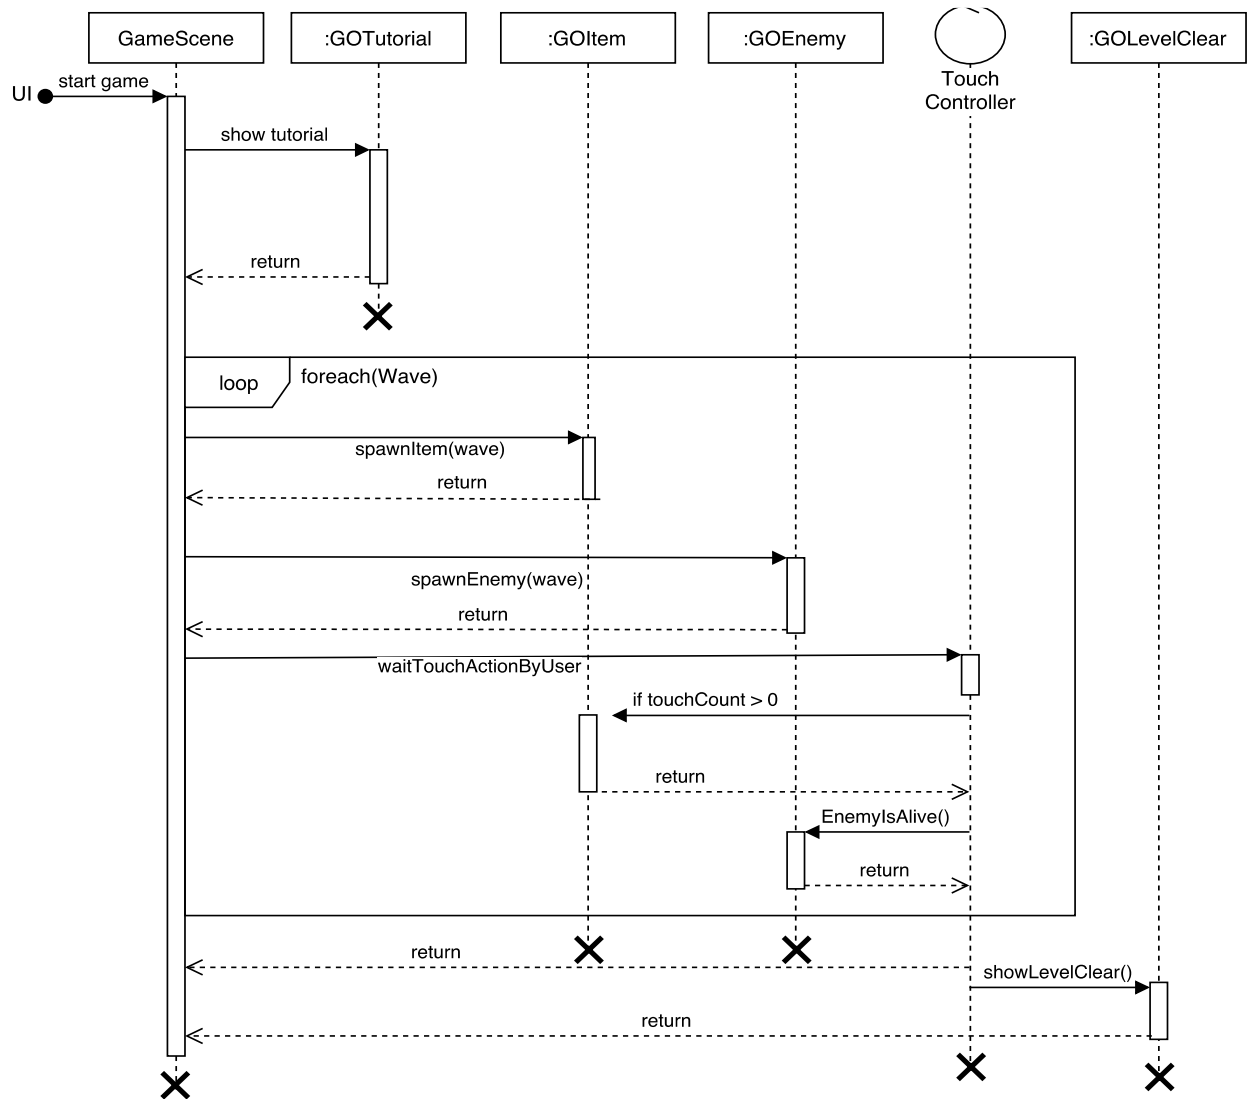 GameScene
:GOTutorial
:GOItem
:GOEnemy
Touch
Controller
:GOLevelClear
UI
start game
show tutorial
return
loop
foreach(Wave)
spawnItem(wave)
return
spawnEnemy(wave)
return
waitTouchActionByUser
if touchCount > 0
return
EnemyIsAlive()
return
return
showLevelClear()
return